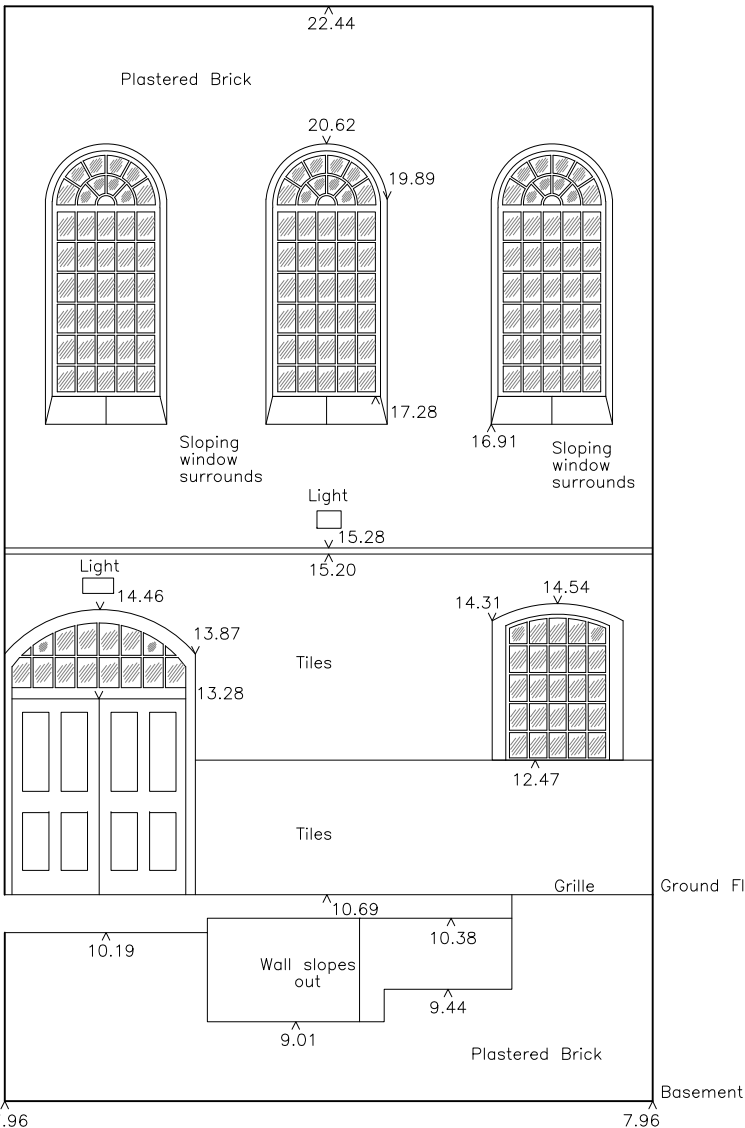 22.44
Plastered Brick
20.62
19.89
17.28
16.91
Sloping
window
surrounds
Sloping
window
surrounds
Light
15.28
15.20
Light
14.46
14.54
14.31
13.87
Tiles
13.28
12.47
Tiles
Grille
Ground Fl
10.69
10.38
10.19
Wall slopes
out
9.44
9.01
Plastered Brick
Basement
.96
7.96